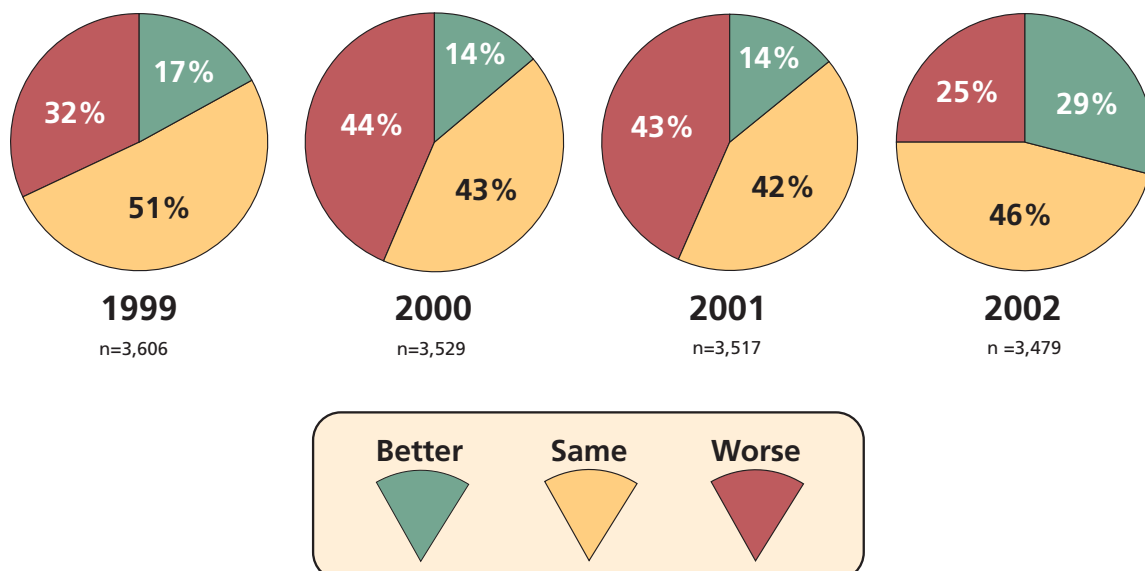 17%
32%
51%
14%
44%
43%
14%
43%
42%
25%
29%
46%
1999
2000
2001
2002
n=3,606
n=3,529
n=3,517
n =3,479
Better
Same
Worse